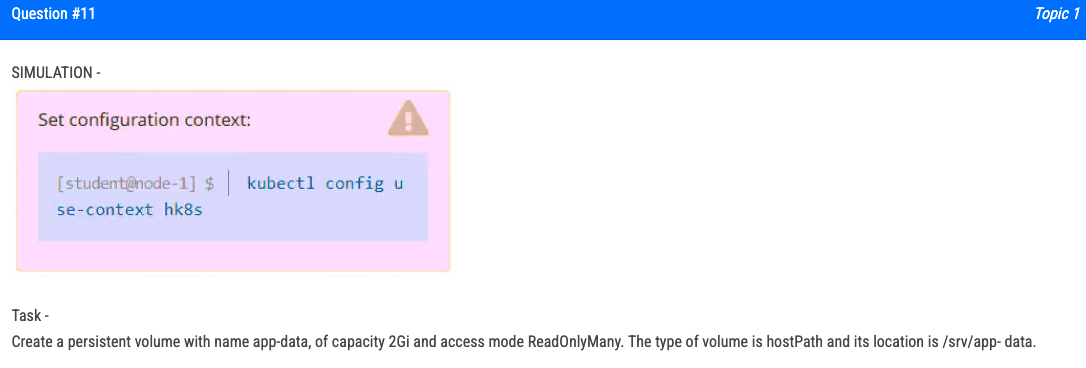 Question #11 Topic 1
SIMULATION -
Set configuration context:
[student@node-1] $ | kubectl config u
se-context hk8s
Task -
Create a persistent volume with name app-data, of capacity 2Gi and access mode ReadOnlyMany. The type of volume is hostPath and its location is /srv/app- data.